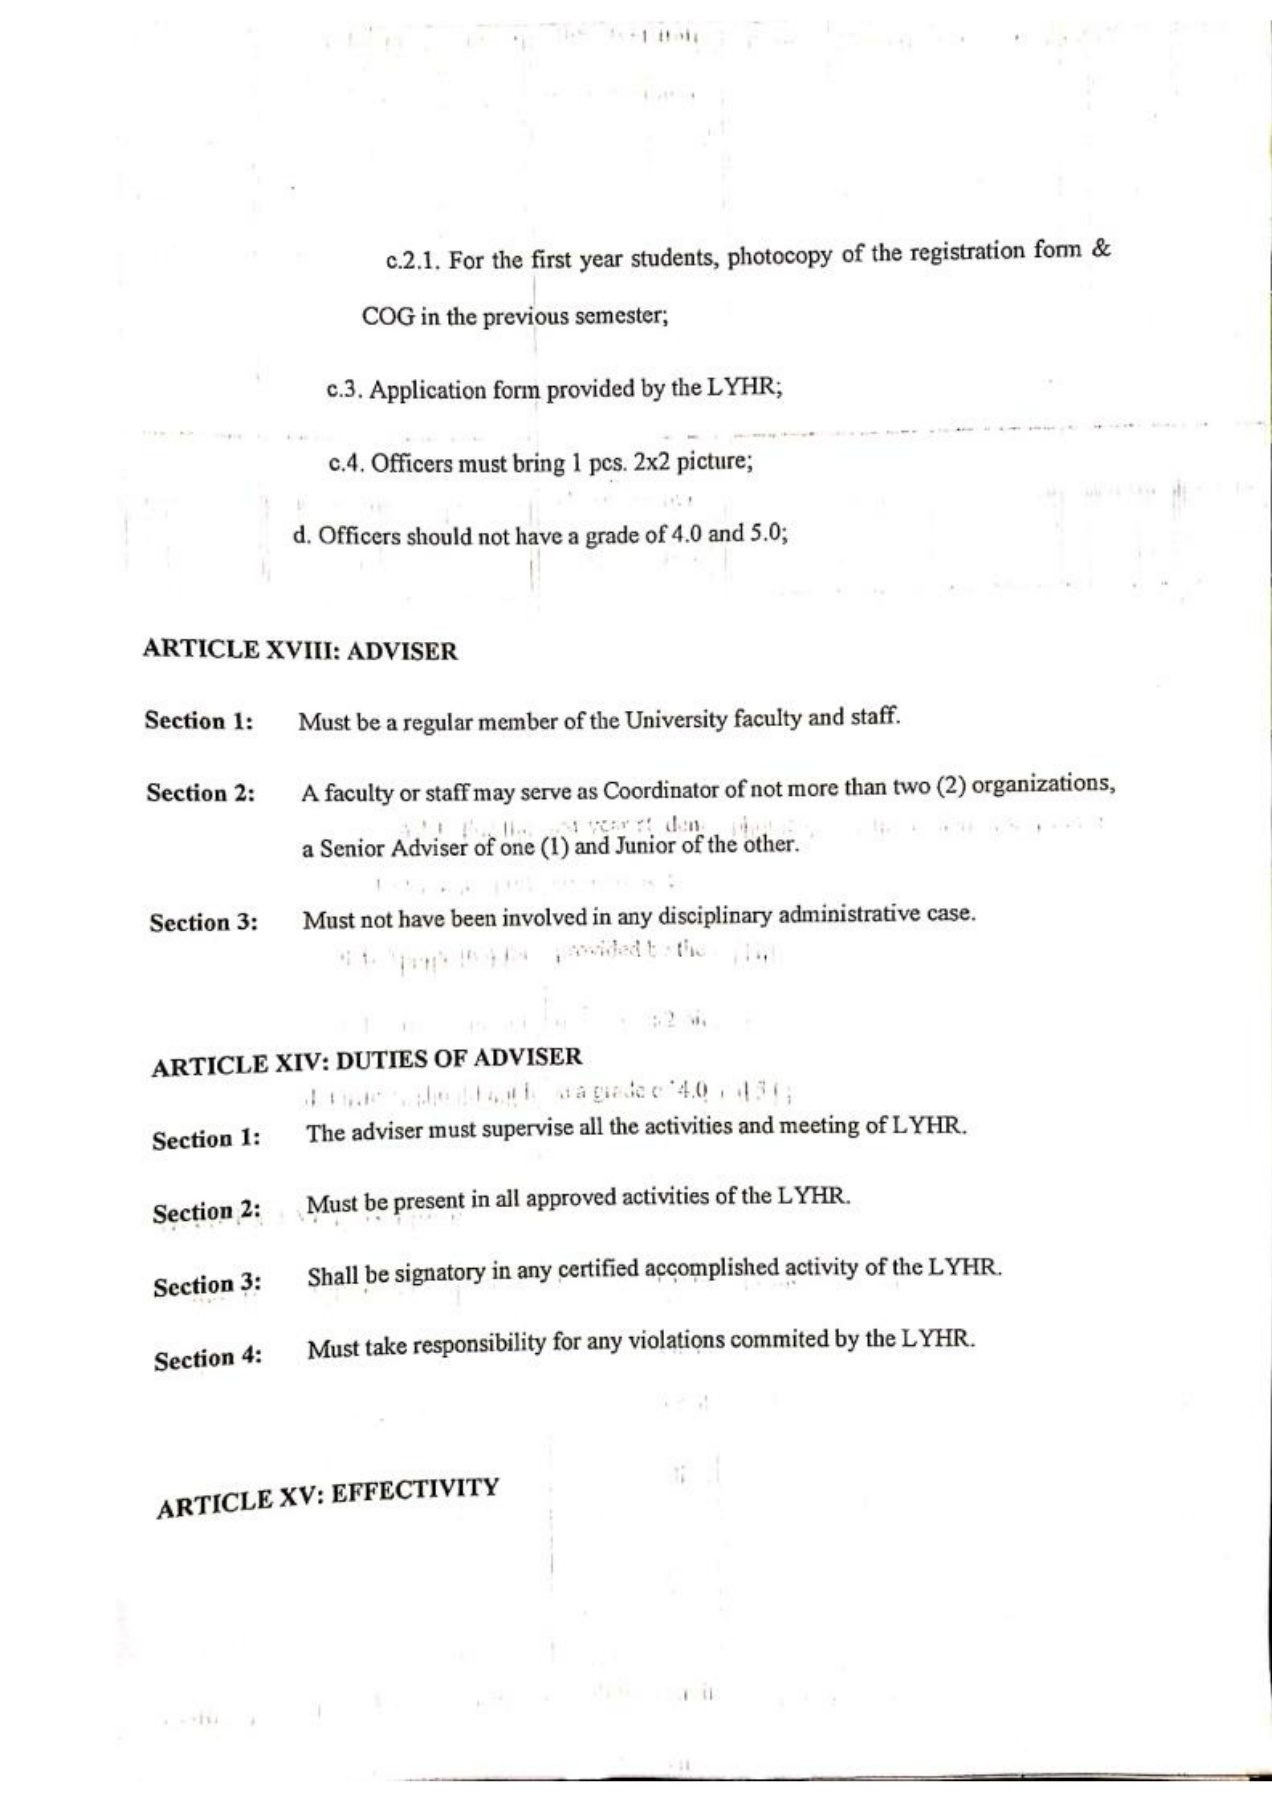 c.2.1. For the first year students, photocopy of the registration form &
COG in the previous semester;
c.3. Application form provided by the LYHR;
c.4. Officers must bring 1 pcs. 2x2 picture;
d. Officers should not have a grade of 4.0 and 5.0;
ARTICLE XVIII: ADVISER
Section 1: Must be a regular member of the University faculty and staff.
Section 2: A faculty or staff may serve as Coordinator of not more than two (2) organizations,
a Senior Adviser of one (1) and Junior of the other.
Section 3: Must not have been involved in any disciplinary administrative case.
ARTICLE XIV: DUTIES OF ADVISER
Section 1: The adviser must supervise all the activities and meeting of LYHR.
Section 2: Must be present in all approved activities of the LYHR.
Section 3: Shall be signatory in any certified accomplished activity of the LYHR.
Section 4: Must take responsibility for any violations commited by the LYHR.
ARTICLE XV: EFFECTIVITY